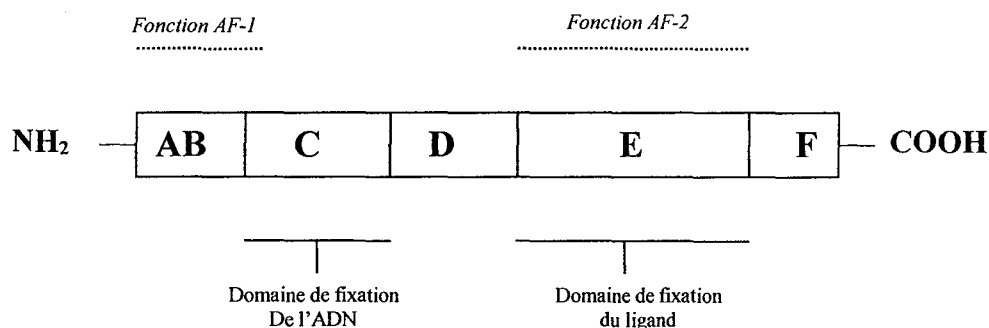 Fonction AF-1 Fonction AF-2
NH₂ AB C D E F COOH
Domaine de fixation Domaine de fixation
De l'ADN du ligand